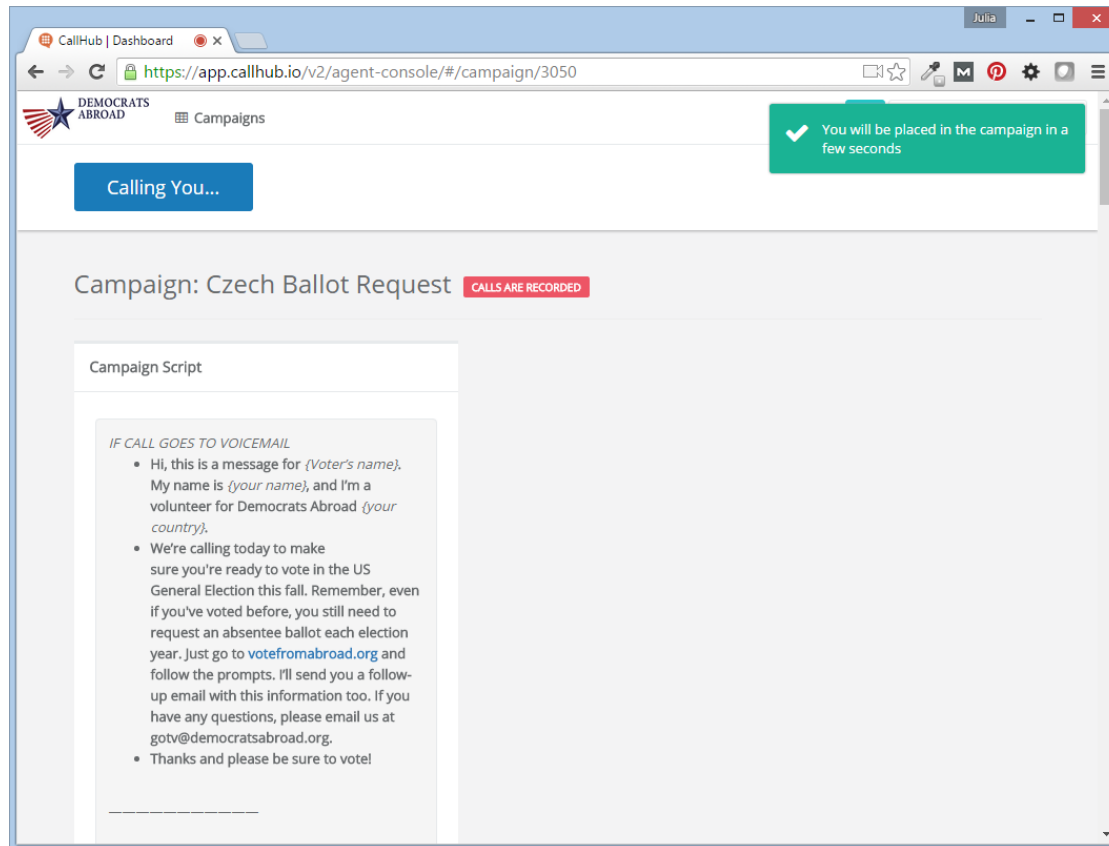 Julia
CallHub | Dashboard
https://app.callhub.io/v2/agent-console/#/campaign/3050
DEMOCRATS
ABROAD
Campaigns
You will be placed in the campaign in a
few seconds
Calling You...
Campaign: Czech Ballot Request
CALLS ARE RECORDED
Campaign Script
IF CALL GOES TO VOICEMAIL
• Hi, this is a message for {Voter's name}.
My name is {your name}, and I'm a
volunteer for Democrats Abroad {your
country}.
• We're calling today to make
sure you're ready to vote in the US
General Election this fall. Remember, even
if you've voted before, you still need to
request an absentee ballot each election
year. Just go to votefromabroad.org and
follow the prompts. I'll send you a follow-
up email with this information too. If you
have any questions, please email us at
gotv@democratsabroad.org.
• Thanks and please be sure to vote!
———————————